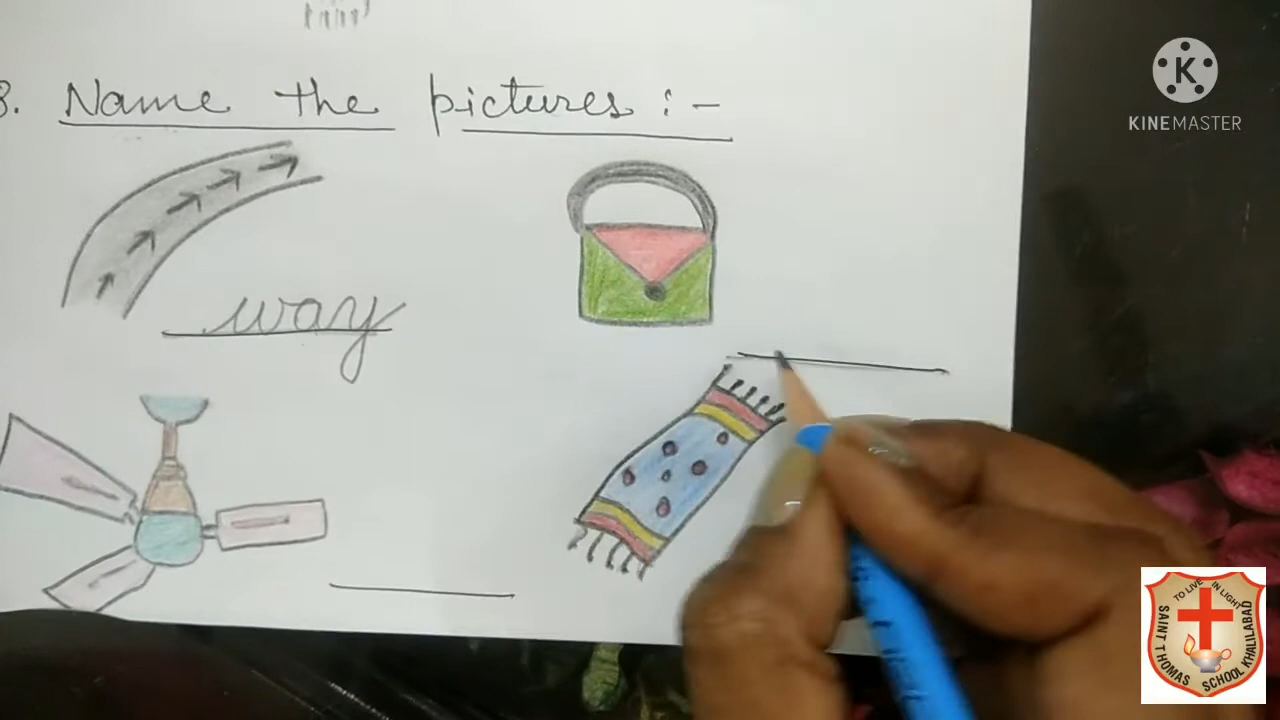 3. Name the pictures :-
way
KINEMASTER
TO LIVE IN LIGHT
SAINT THOMAS SCHOOL KHALILABAD